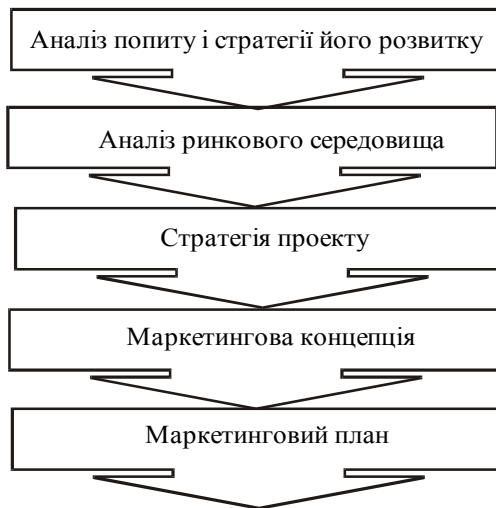 Аналіз попиту і стратегії його розвитку
Аналіз ринкового середовища
Стратегія проекту
Маркетингова концепція
Маркетинговий план